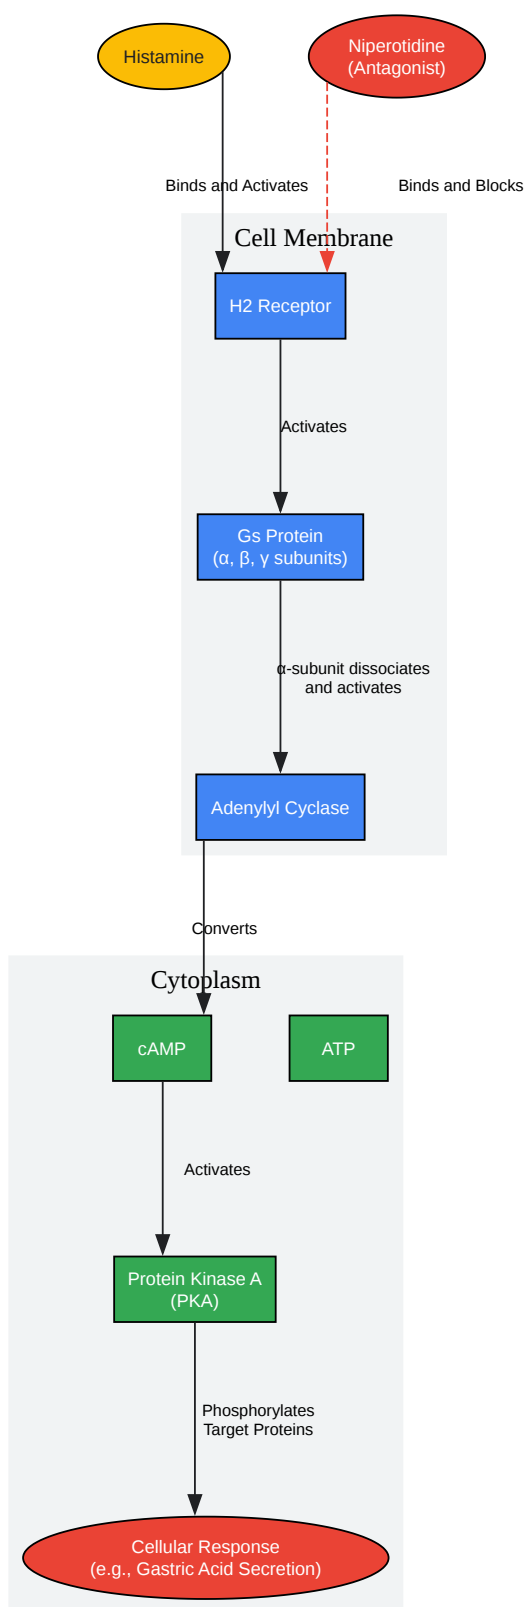 Histamine
Niperotidine
(Antagonist)
Binds and Activates
Binds and Blocks
Cell Membrane
H2 Receptor
Activates
Gs Protein
(α, β, γ subunits)
α-subunit dissociates
and activates
Adenylyl Cyclase
Converts
Cytoplasm
cAMP
ATP
Activates
Protein Kinase A
(PKA)
Phosphorylates
Target Proteins
Cellular Response
(e.g., Gastric Acid Secretion)